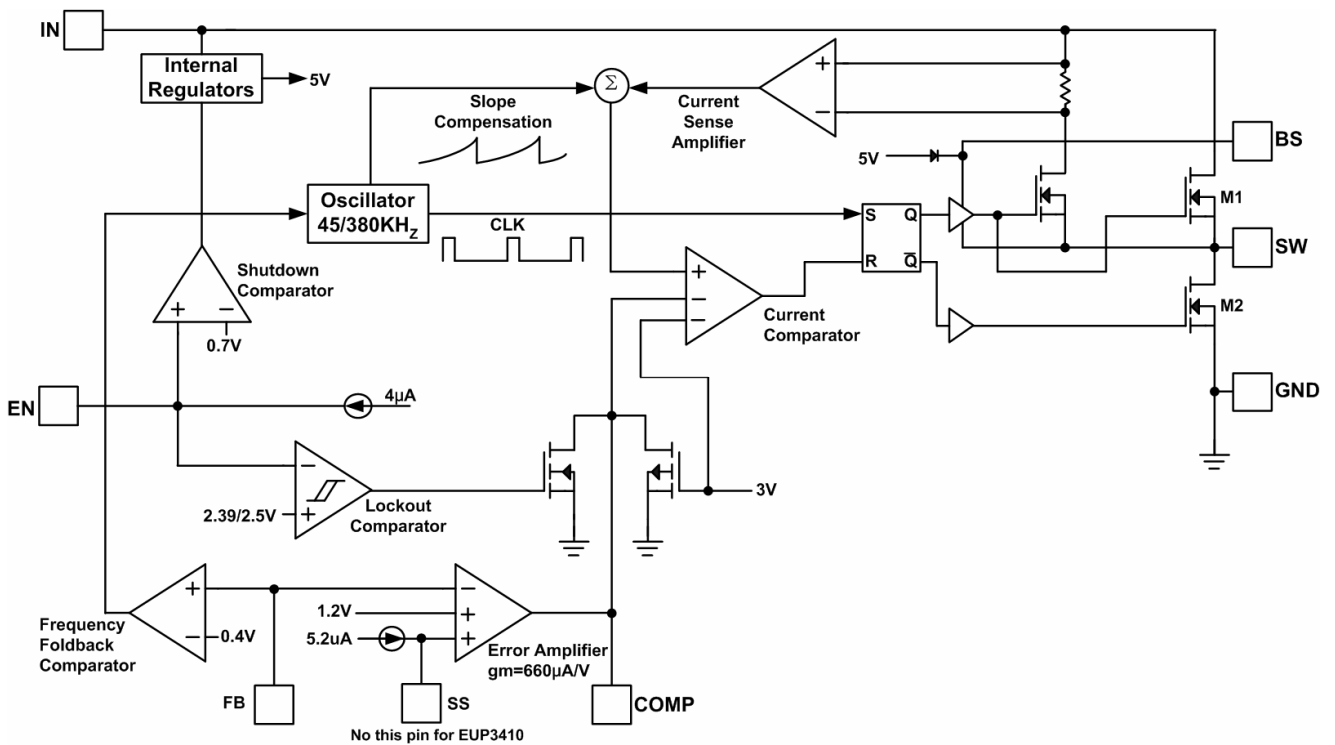 IN
Internal
Regulators
5V
Σ
+
−
Slope
Compensation
Current
Sense
Amplifier
5V
BS
Oscillator
45/380KHZ
CLK
S
Q
R
Q̅
M1
SW
Shutdown
Comparator
+
−
0.7V
+
−
−
Current
Comparator
M2
EN
4µA
GND
−
+
2.39/2.5V
Lockout
Comparator
3V
Frequency
Foldback
Comparator
+
−
0.4V
1.2V
5.2uA
−
+
+
Error Amplifier
gm=660µA/V
FB
SS
COMP
No this pin for EUP3410